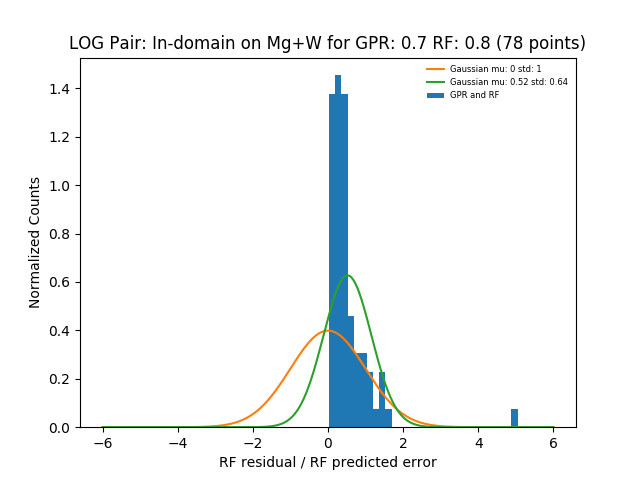 LOG Pair: In-domain on Mg+W for GPR: 0.7 RF: 0.8 (78 points)
Gaussian mu: 0 std: 1
Gaussian mu: 0.52 std: 0.64
GPR and RF
Normalized Counts
1.4
1.2
1.0
0.8
0.6
0.4
0.2
0.0
−6 −4 −2 0 2 4 6
RF residual / RF predicted error